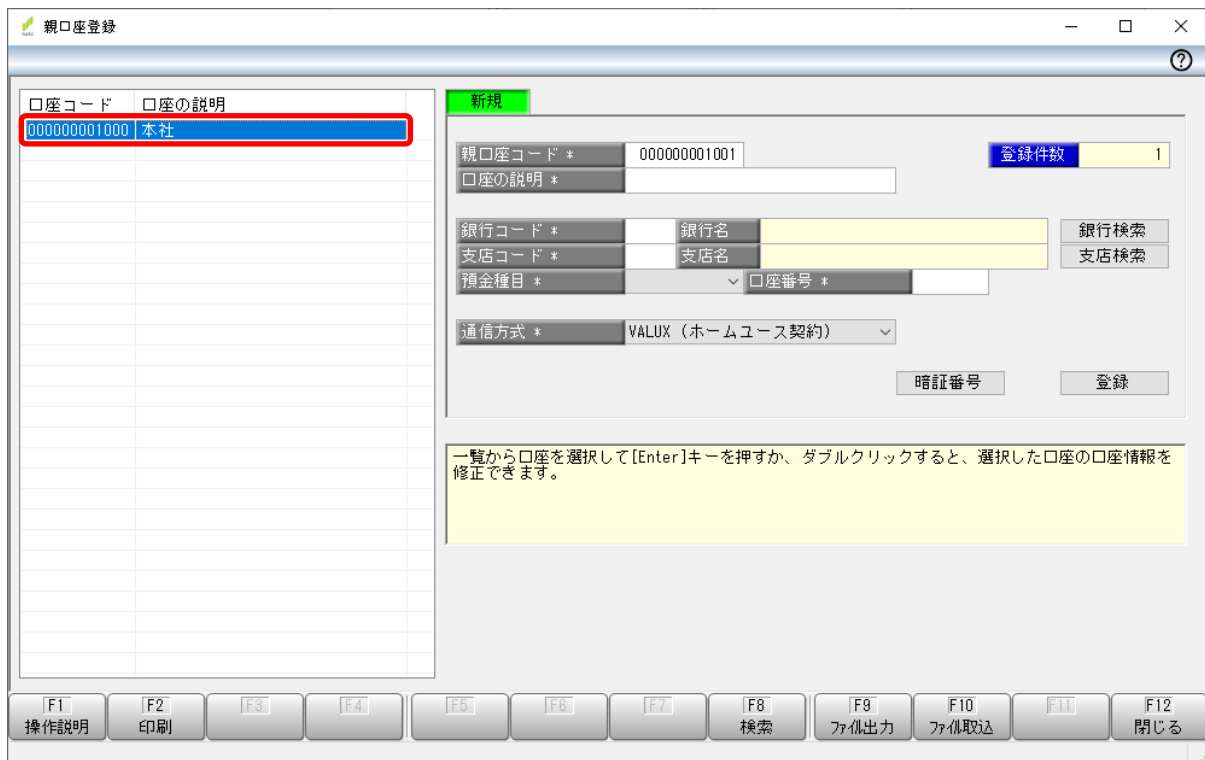 親口座登録
口座コード 口座の説明
000000001000 本社
新規
親口座コード * 000000001001 登録件数 1
口座の説明 *
銀行コード * 銀行名 銀行検索
支店コード * 支店名 支店検索
預金種目 * 口座番号 *
通信方式 * VALUX (ホームユース契約)
暗証番号 登録
一覧から口座を選択して[Enter]キーを押すか、ダブルクリックすると、選択した口座の口座情報を
修正できます。
F1 F2 F3 F4 F5 F6 F7 F8 F9 F10 F11 F12
操作説明 印刷 検索 ファイル出力 ファイル取込 閉じる